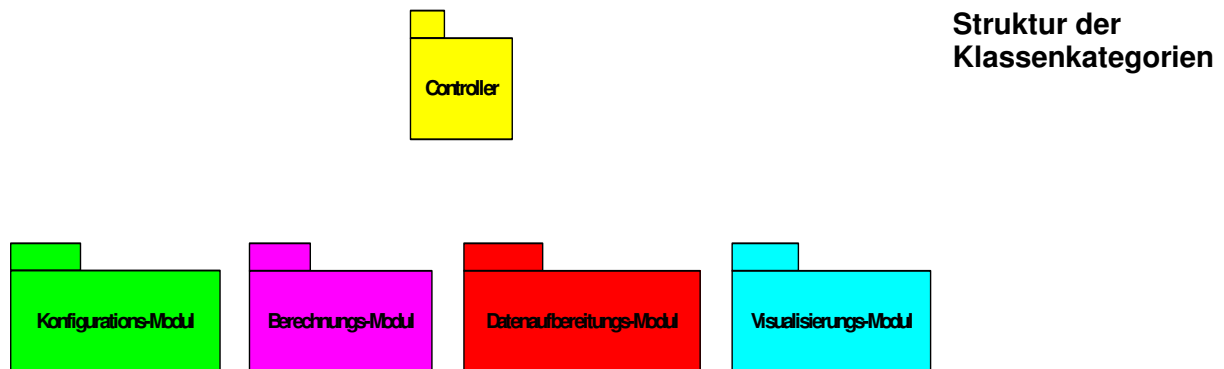 Struktur der
Klassenkategorien
Controller
Konfigurations-Modul
Berechnungs-Modul
Datenaufbereitungs-Modul
Visualisierungs-Modul